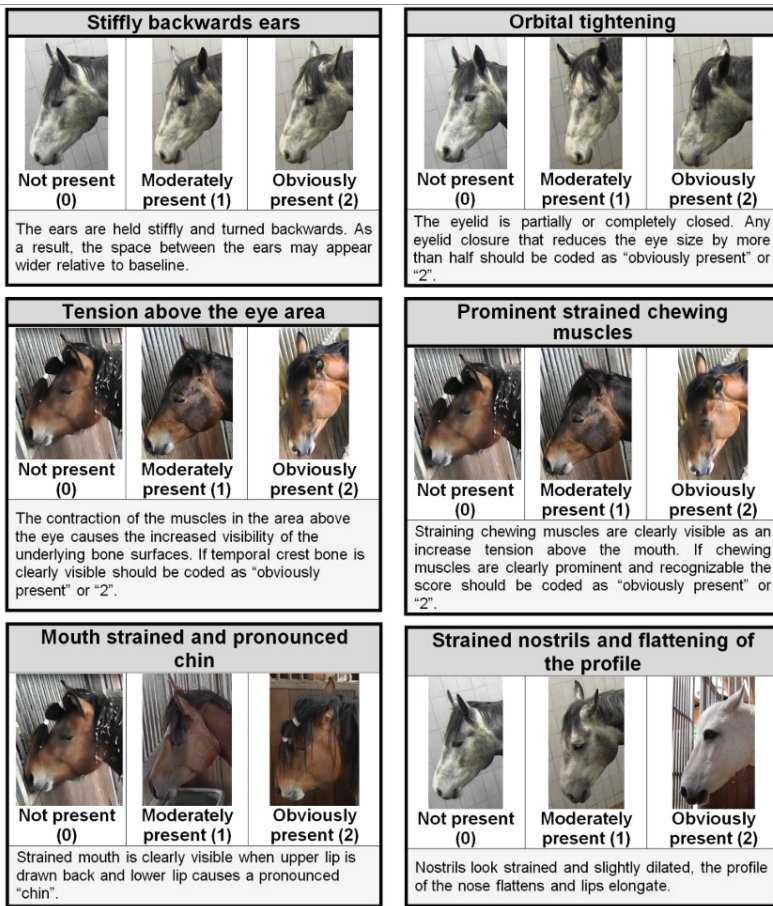 Stiffly backwards ears
Not present
(0)
Moderately
present (1)
Obviously
present (2)
The ears are held stiffly and turned backwards. As
a result, the space between the ears may appear
wider relative to baseline.
Orbital tightening
Not present
(0)
Moderately
present (1)
Obviously
present (2)
The eyelid is partially or completely closed. Any
eyelid closure that reduces the eye size by more
than half should be coded as “obviously present” or
“2”.
Tension above the eye area
Not present
(0)
Moderately
present (1)
Obviously
present (2)
The contraction of the muscles in the area above
the eye causes the increased visibility of the
underlying bone surfaces. If temporal crest bone is
clearly visible should be coded as “obviously
present” or “2”.
Prominent strained chewing
muscles
Not present
(0)
Moderately
present (1)
Obviously
present (2)
Straining chewing muscles are clearly visible as an
increase tension above the mouth. If chewing
muscles are clearly prominent and recognizable the
score should be coded as “obviously present” or
“2”.
Mouth strained and pronounced
chin
Not present
(0)
Moderately
present (1)
Obviously
present (2)
Strained mouth is clearly visible when upper lip is
drawn back and lower lip causes a pronounced
“chin”.
Strained nostrils and flattening of
the profile
Not present
(0)
Moderately
present (1)
Obviously
present (2)
Nostrils look strained and slightly dilated, the profile
of the nose flattens and lips elongate.